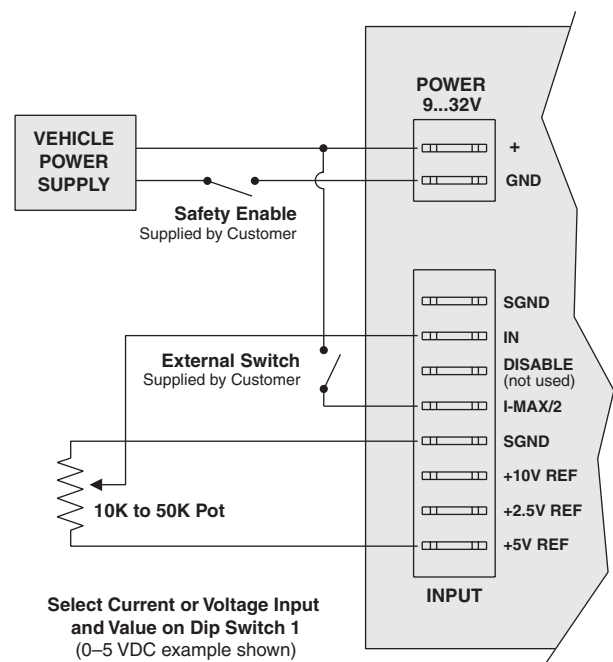 POWER
9...32V
VEHICLE
POWER
SUPPLY
+
GND
Safety Enable
Supplied by Customer
SGND
IN
External Switch
Supplied by Customer
DISABLE
(not used)
I-MAX/2
SGND
+10V REF
10K to 50K Pot
+2.5V REF
+5V REF
INPUT
Select Current or Voltage Input
and Value on Dip Switch 1
(0–5 VDC example shown)